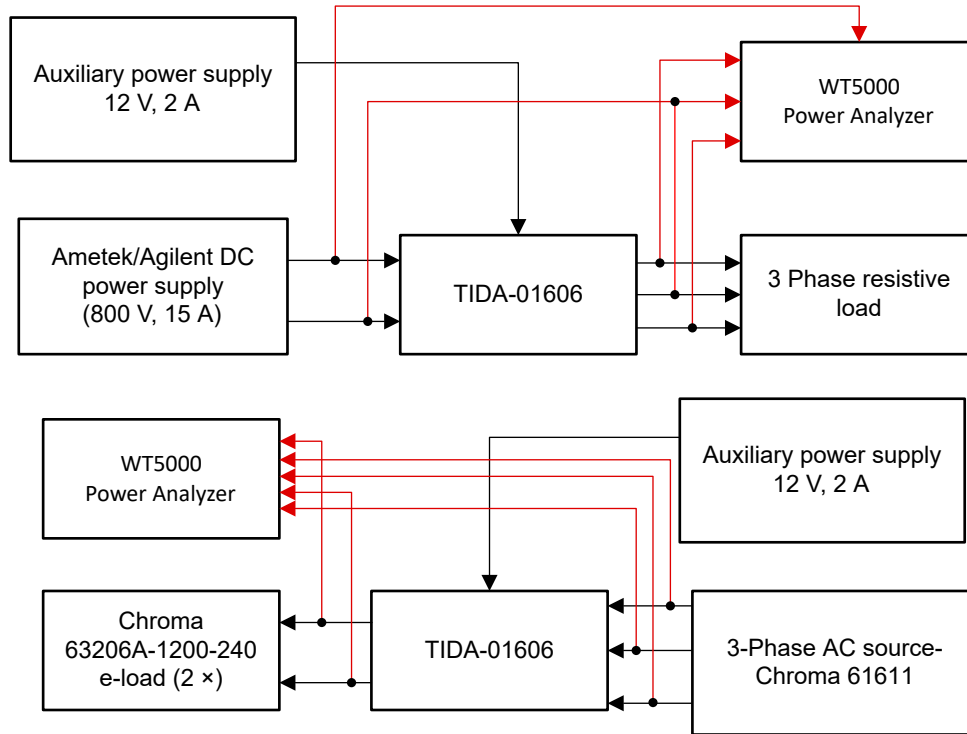 Auxiliary power supply
12 V, 2 A
WT5000
Power Analyzer
Ametek/Agilent DC
power supply
(800 V, 15 A)
TIDA-01606
3 Phase resistive
load
WT5000
Power Analyzer
Auxiliary power supply
12 V, 2 A
Chroma
63206A-1200-240
e-load (2 ×)
TIDA-01606
3-Phase AC source-
Chroma 61611